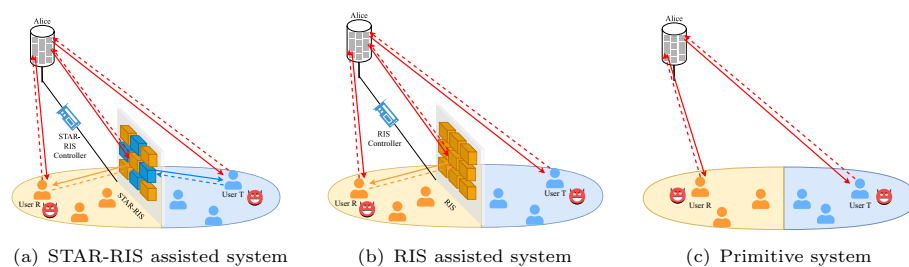 Alice
STAR-
RIS
Controller
STAR-RIS
User R
User T
(a) STAR-RIS assisted system
Alice
RIS
Controller
RIS
User R
User T
(b) RIS assisted system
Alice
User R
User T
(c) Primitive system